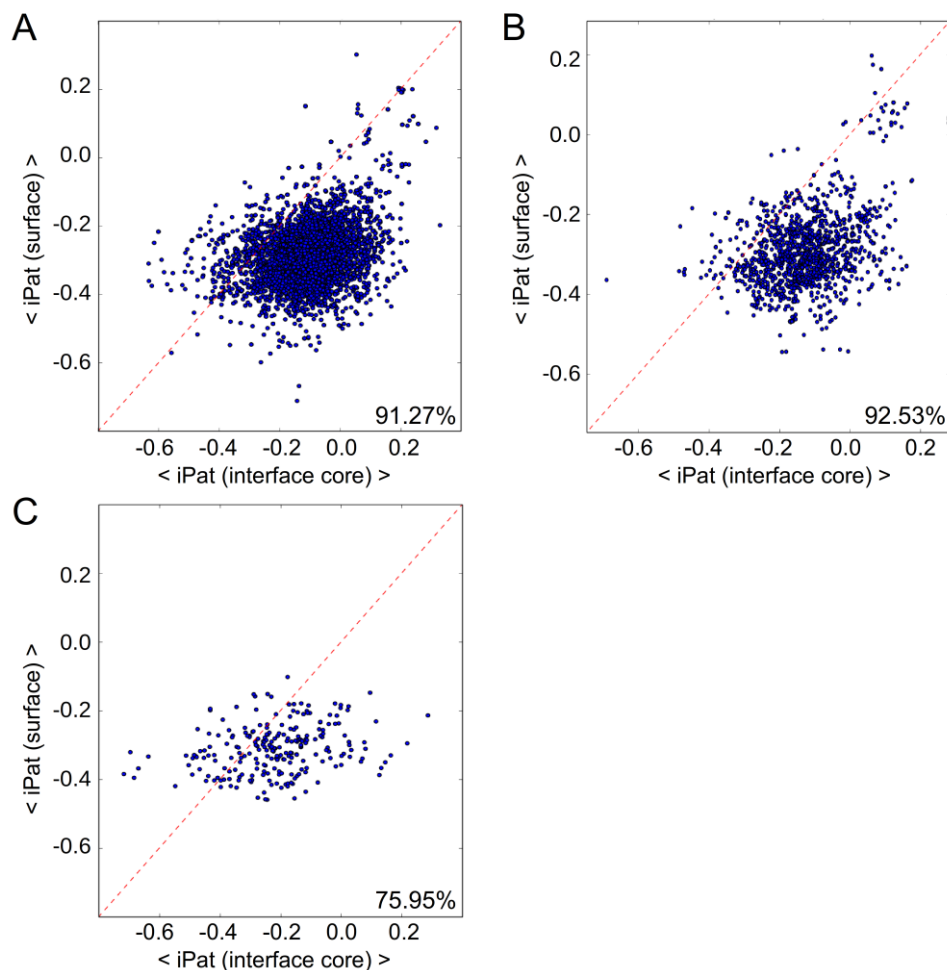 A
0.2
0.0
-0.2
-0.4
-0.6
< iPat (surface) >
91.27%
-0.6 -0.4 -0.2 0.0 0.2
< iPat (interface core) >
B
0.2
0.0
-0.2
-0.4
-0.6
< iPat (surface) >
92.53%
-0.6 -0.4 -0.2 0.0 0.2
< iPat (interface core) >
C
0.2
0.0
-0.2
-0.4
-0.6
< iPat (surface) >
75.95%
-0.6 -0.4 -0.2 0.0 0.2
< iPat (interface core) >